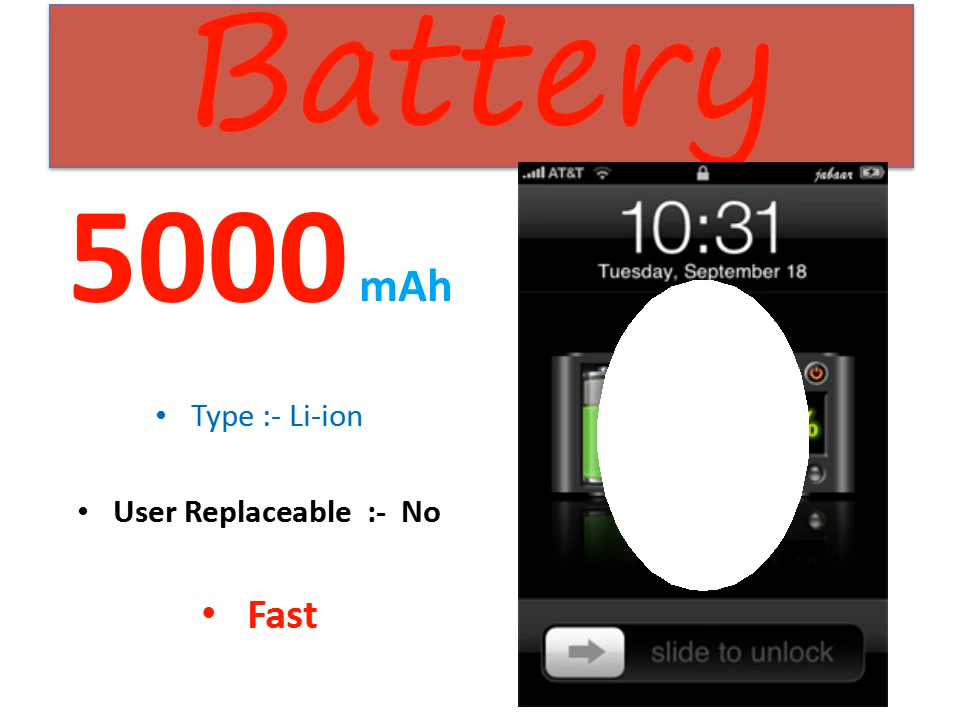 Battery
5000 mAh
• Type :- Li-ion
• User Replaceable :- No
• Fast
AT&T jabaar
10:31
Tuesday, September 18
%
slide to unlock